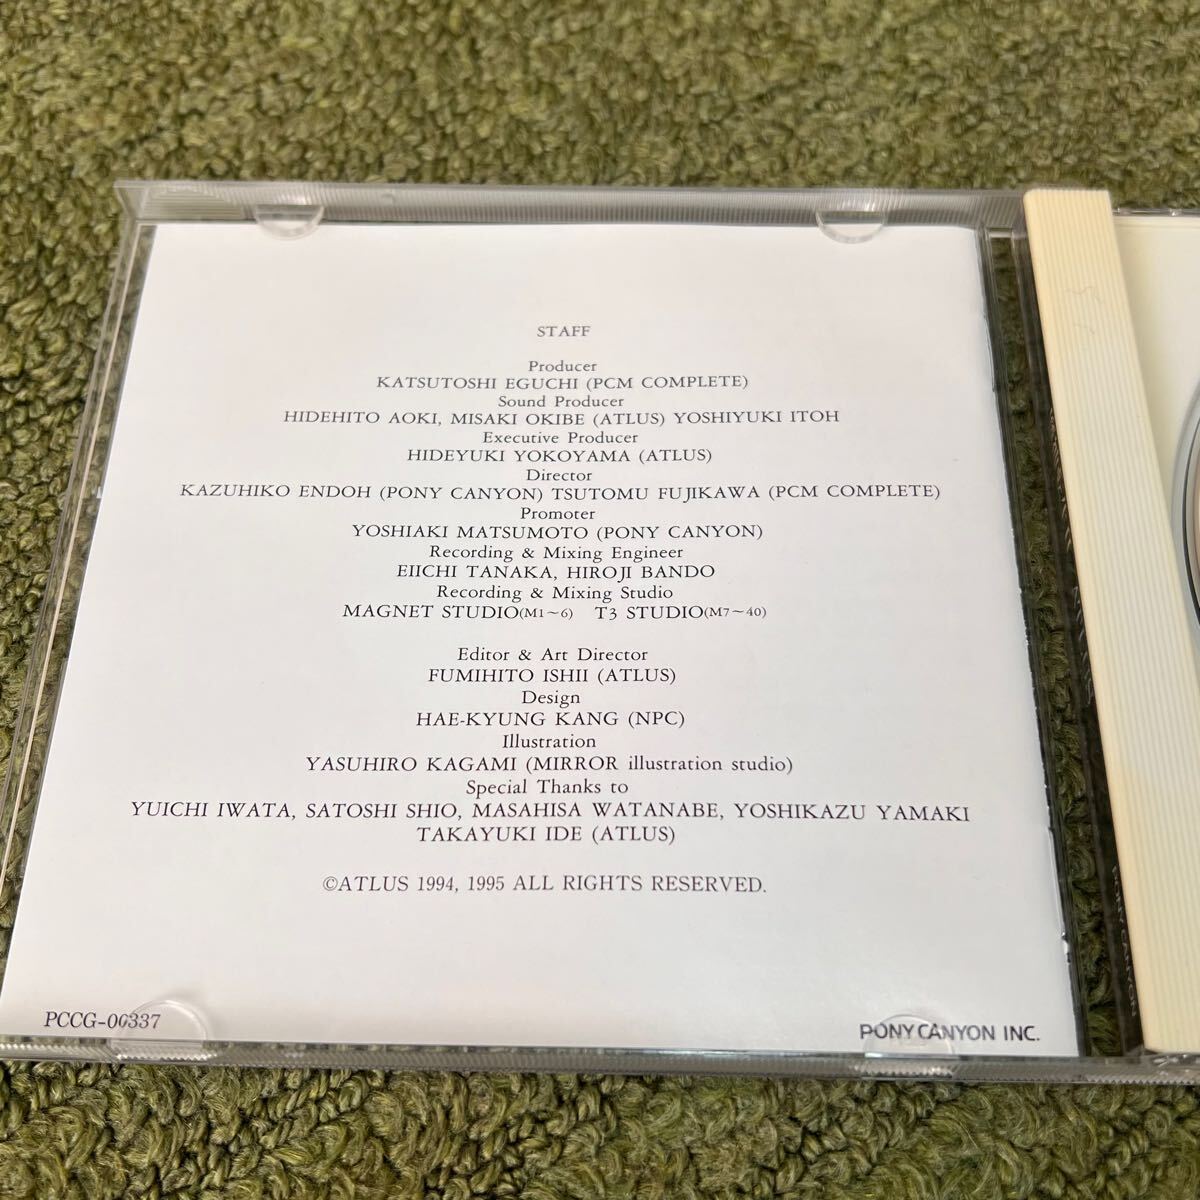 STAFF
Producer
KATSUTOSHI EGUCHI (PCM COMPLETE)
Sound Producer
HIDEHITO AOKI, MISAKI OKIBE (ATLUS) YOSHIYUKI ITOH
Executive Producer
HIDEYUKI YOKOYAMA (ATLUS)
Director
KAZUHIKO ENDOH (PONY CANYON) TSUTOMU FUJIKAWA (PCM COMPLETE)
Promoter
YOSHIAKI MATSUMOTO (PONY CANYON)
Recording & Mixing Engineer
EIICHI TANAKA, HIROJI BANDO
Recording & Mixing Studio
MAGNET STUDIO(M1～6) T3 STUDIO(M7～40)
Editor & Art Director
FUMIHITO ISHII (ATLUS)
Design
HAE-KYUNG KANG (NPC)
Illustration
YASUHIRO KAGAMI (MIRROR illustration studio)
Special Thanks to
YUICHI IWATA, SATOSHI SHIO, MASAHISA WATANABE, YOSHIKAZU YAMAKI
TAKAYUKI IDE (ATLUS)
©ATLUS 1994, 1995 ALL RIGHTS RESERVED.
PCCG-00337
PONY CANYON INC.
PONY CANYON